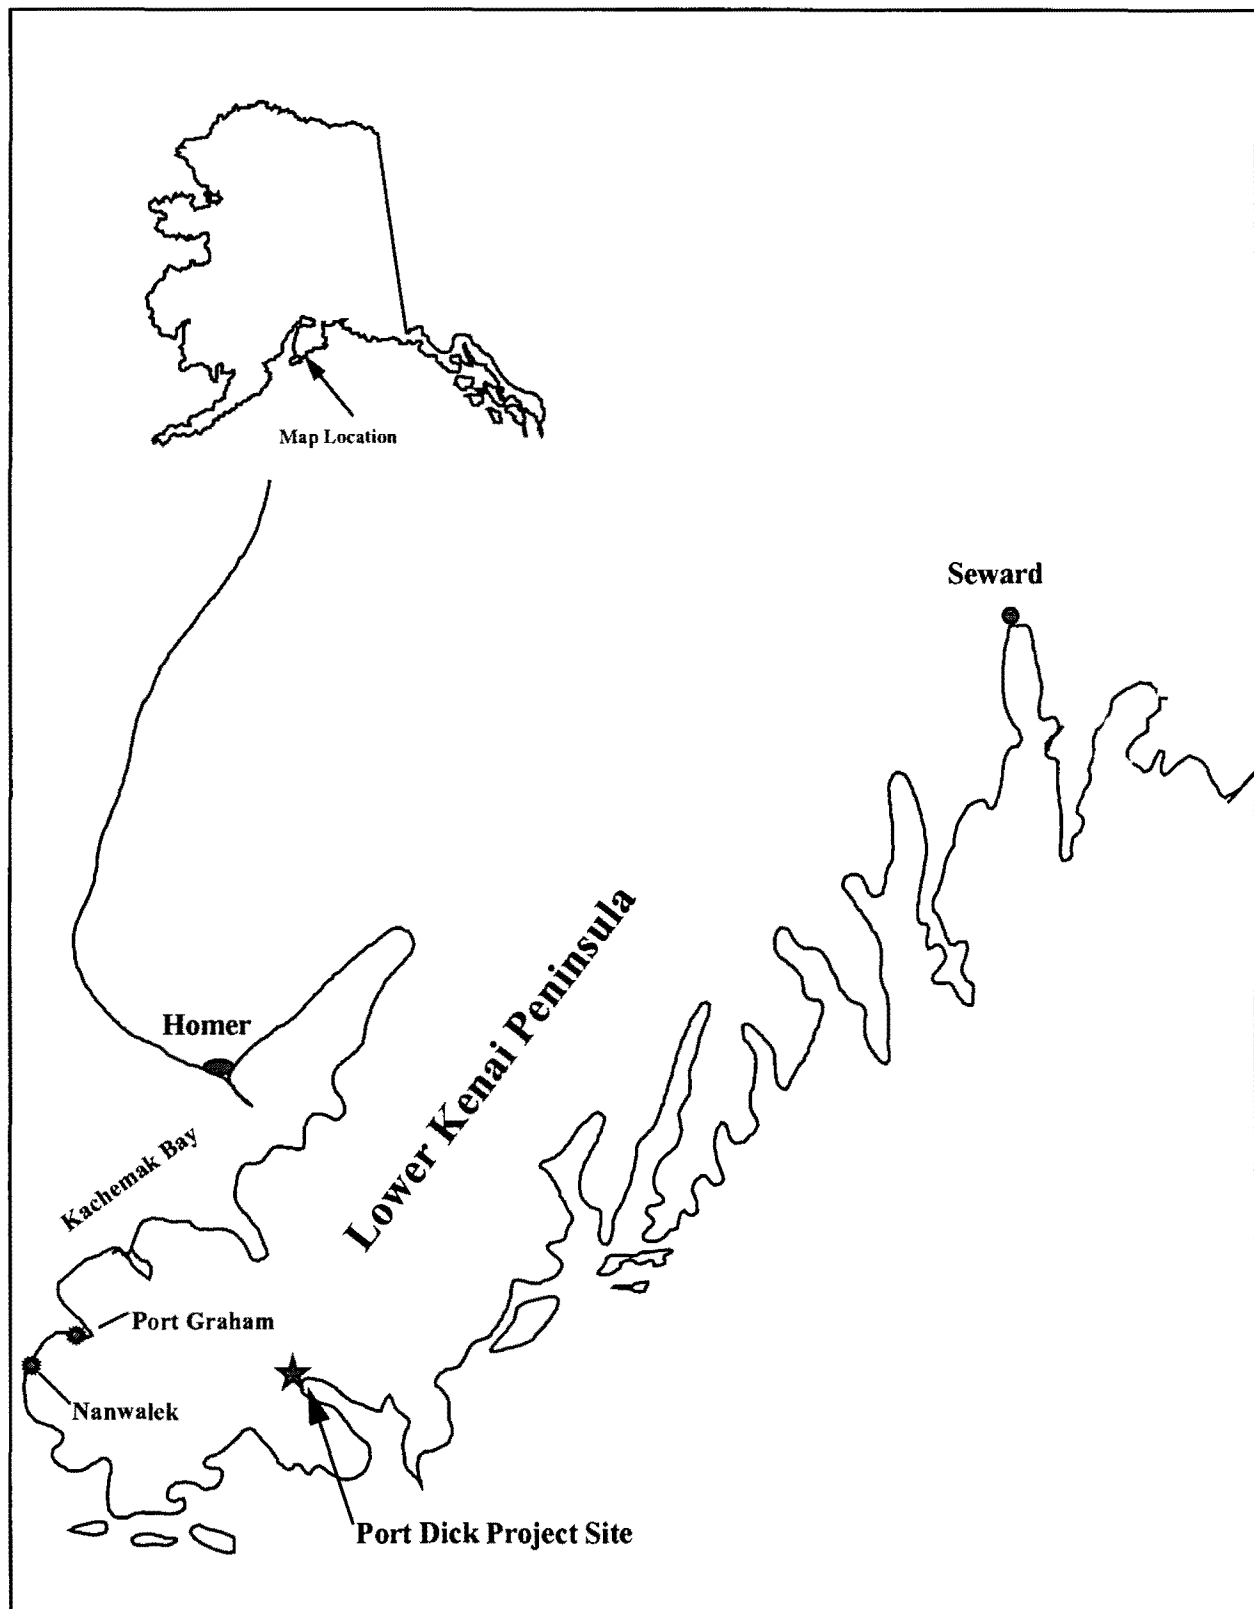 Map Location
Seward
Homer
Lower Kenai Peninsula
Kachemak Bay
Port Graham
Nanwalek
Port Dick Project Site